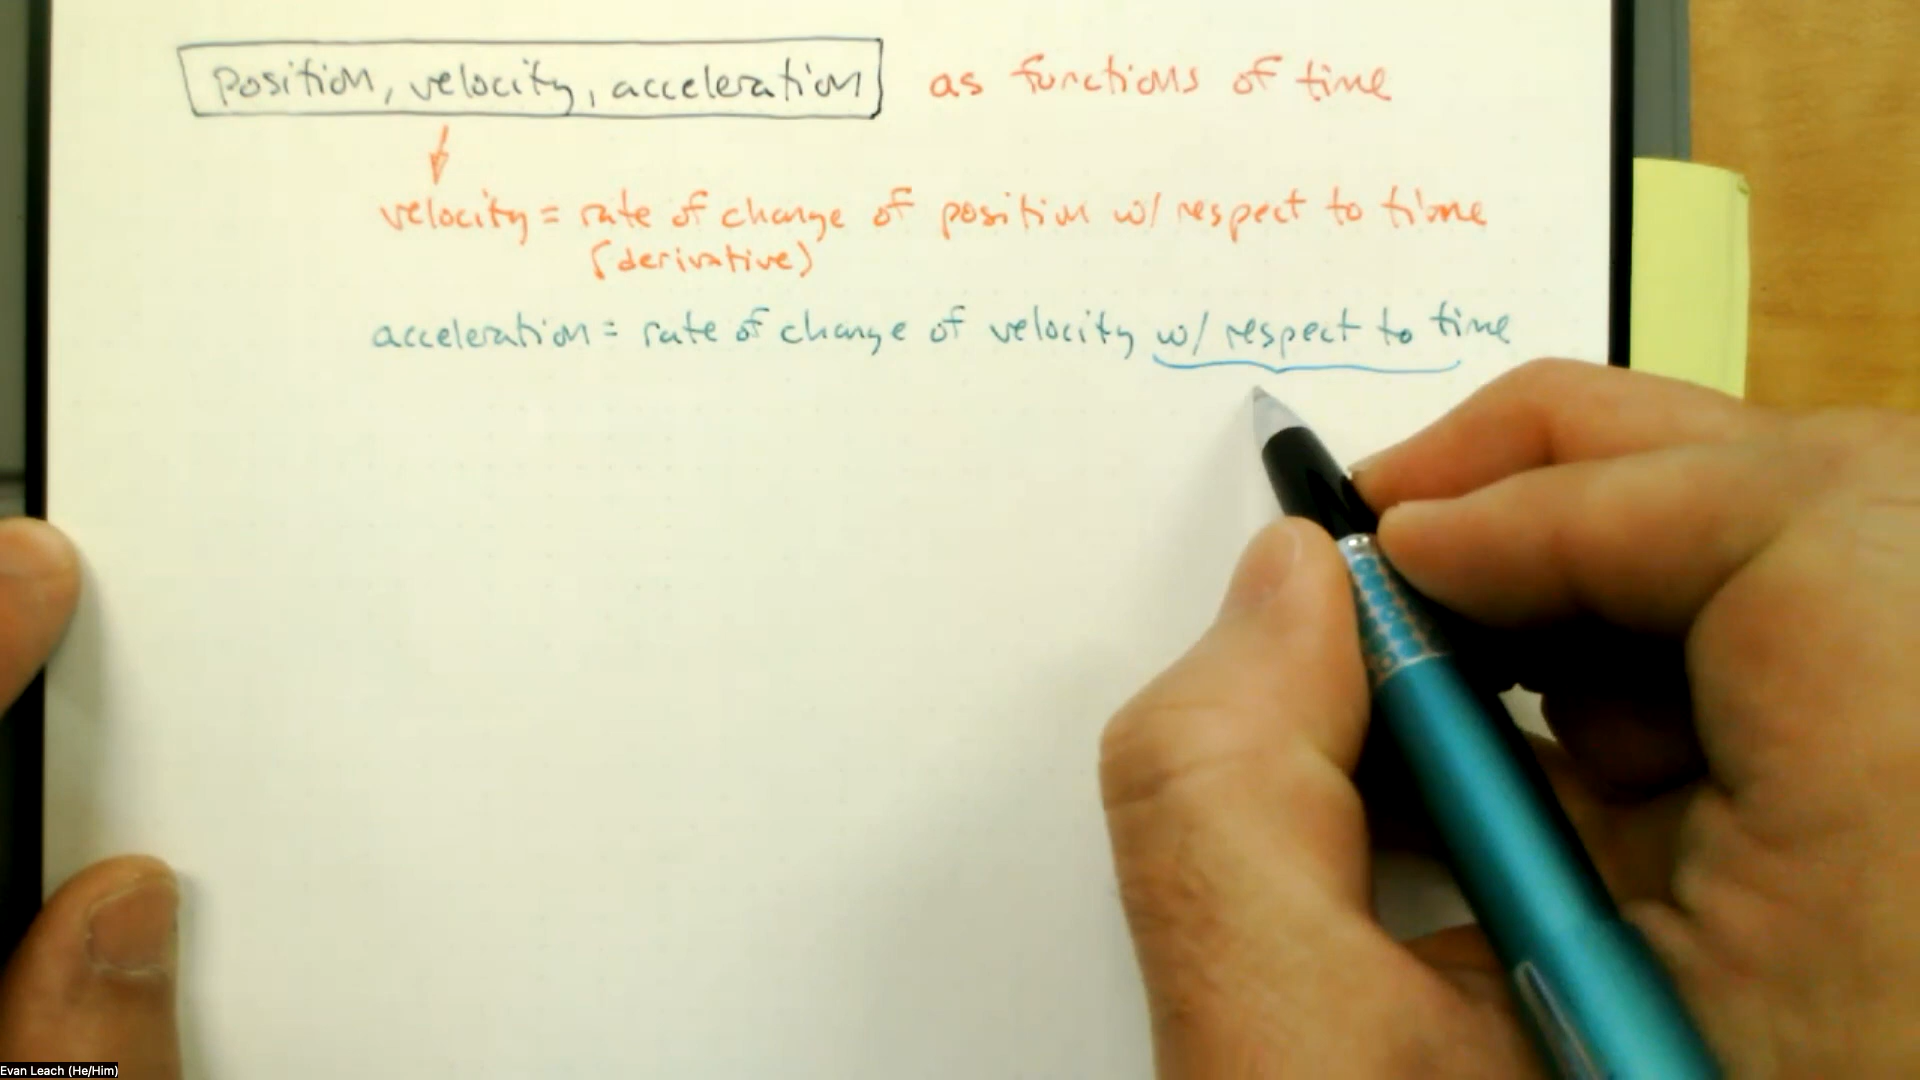 position, velocity, acceleration as functions of time
velocity = rate of change of position w/ respect to time
(derivative)
acceleration = rate of change of velocity w/ respect to time
Evan Leach (He/Him)